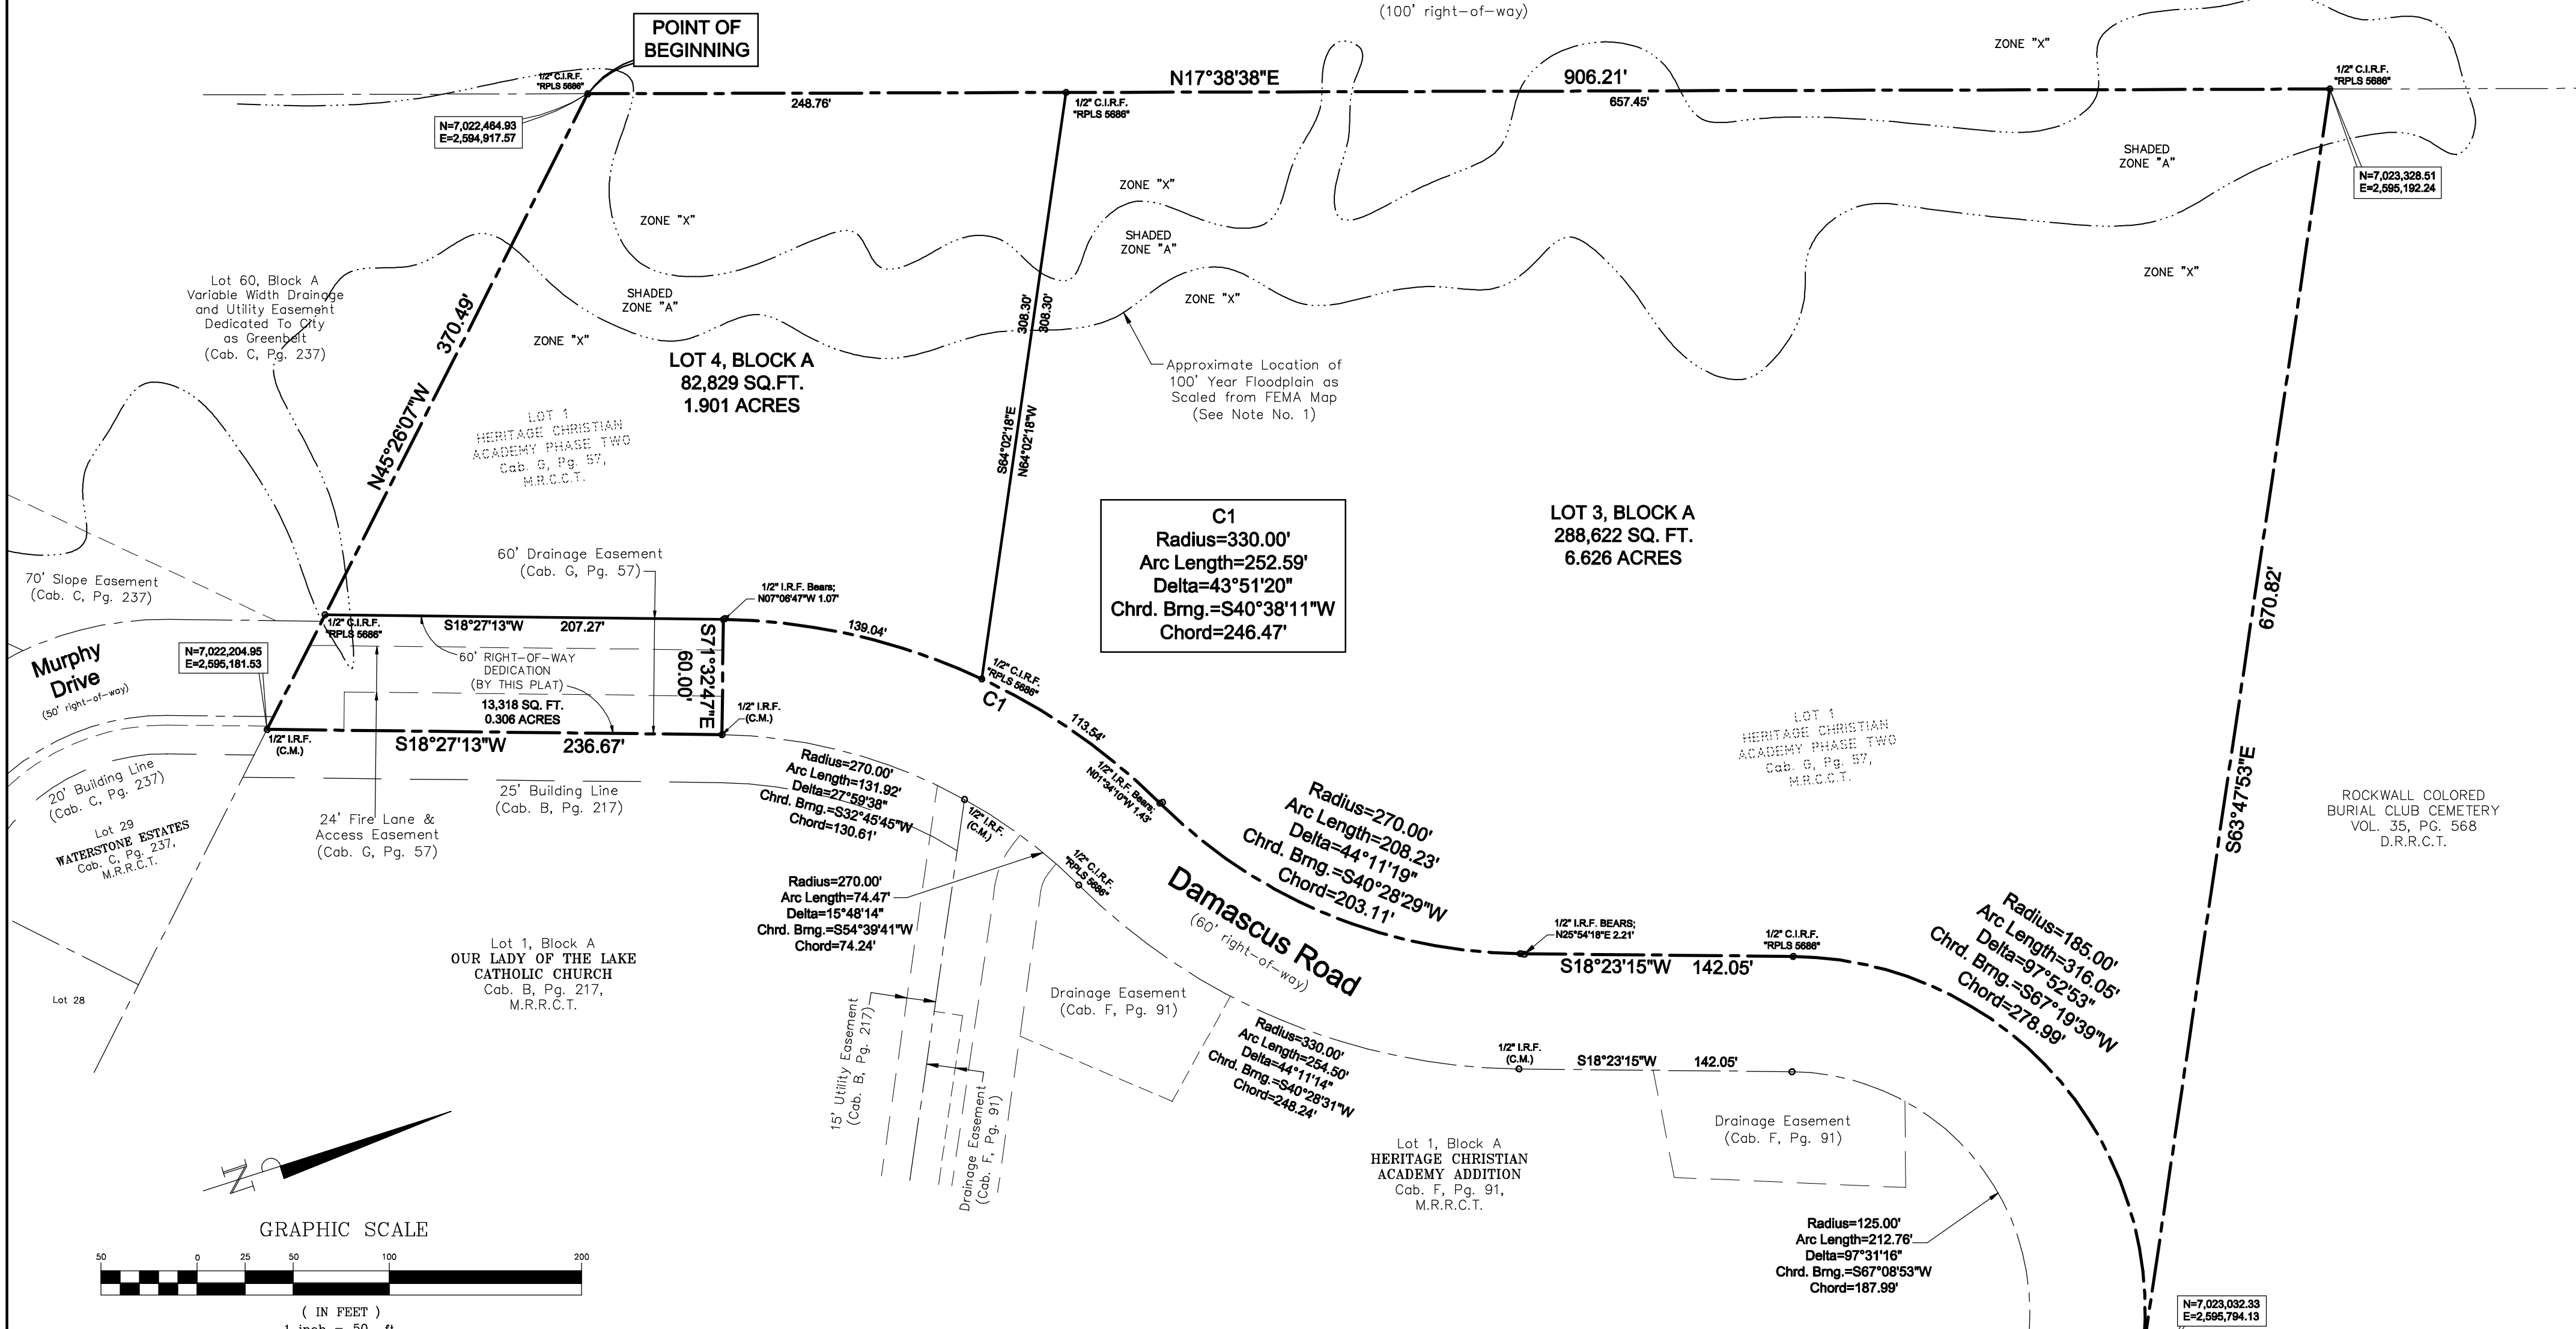 (100' right-of-way)
POINT OF
BEGINNING
ZONE "X"
1/2" C.I.R.F.
"RPLS 5686"
N17°38'38"E
906.21'
1/2" C.I.R.F.
"RPLS 5686"
248.76'
1/2" C.I.R.F.
"RPLS 5686"
657.45'
N=7,022,464.93
E=2,594,917.57
SHADED
ZONE "A"
N=7,023,328.51
E=2,595,192.24
ZONE "X"
ZONE "X"
SHADED
ZONE "A"
ZONE "X"
Lot 60, Block A
Variable Width Drainage
and Utility Easement
Dedicated To City
as Greenbelt
(Cab. C, Pg. 237)
SHADED
ZONE "A"
ZONE "X"
308.30'
308.30'
370.49'
ZONE "X"
LOT 4, BLOCK A
82,829 SQ.FT.
1.901 ACRES
Approximate Location of
100' Year Floodplain as
Scaled from FEMA Map
(See Note No. 1)
N45°26'07"W
LOT 1
HERITAGE CHRISTIAN
ACADEMY PHASE TWO
Cab. G, Pg. 57,
M.R.C.C.T.
S64°02'18"E
N64°02'18"W
C1
Radius=330.00'
Arc Length=252.59'
Delta=43°51'20"
Chrd. Brng.=S40°38'11"W
Chord=246.47'
LOT 3, BLOCK A
288,622 SQ. FT.
6.626 ACRES
60' Drainage Easement
(Cab. G, Pg. 57)
70' Slope Easement
(Cab. C, Pg. 237)
1/2" I.R.F. Bears;
N07°06'47"W 1.07'
670.82'
1/2" C.I.R.F.
"RPLS 5686"
S18°27'13"W
207.27'
139.04'
N=7,022,204.95
E=2,595,181.53
Murphy
Drive
(50' right-of-way)
60' RIGHT-OF-WAY
DEDICATION
(BY THIS PLAT)
13,318 SQ. FT.
0.306 ACRES
S71°32'47"E
60.00'
1/2" C.I.R.F.
"RPLS 5686"
C1
1/2" I.R.F.
(C.M.)
113.54'
1/2" I.R.F.
(C.M.)
S18°27'13"W
236.67'
LOT 1
HERITAGE CHRISTIAN
ACADEMY PHASE TWO
Cab. G, Pg. 57,
M.R.C.C.T.
S63°47'53"E
20' Building Line
(Cab. C, Pg. 237)
25' Building Line
(Cab. B, Pg. 217)
Radius=270.00'
Arc Length=131.92'
Delta=27°59'38"
Chrd. Brng.=S32°45'45"W
Chord=130.61'
1/2" I.R.F. Bears;
N01°34'10"W 1.43'
1/2" I.R.F.
(C.M.)
Radius=270.00'
Arc Length=208.23'
Delta=44°11'19"
Chrd. Brng.=S40°28'29"W
Chord=203.11'
ROCKWALL COLORED
BURIAL CLUB CEMETERY
VOL. 35, PG. 568
D.R.R.C.T.
Lot 29
WATERSTONE ESTATES
Cab. C, Pg. 237,
M.R.R.C.T.
24' Fire Lane &
Access Easement
(Cab. G, Pg. 57)
1/2" C.I.R.F.
"RPLS 5686"
Radius=270.00'
Arc Length=74.47'
Delta=15°48'14"
Chrd. Brng.=S54°39'41"W
Chord=74.24'
Damascus Road
(60' right-of-way)
1/2" I.R.F. BEARS;
N25°54'18"E 2.21'
1/2" C.I.R.F.
"RPLS 5686"
S18°23'15"W
142.05'
Radius=185.00'
Arc Length=316.05'
Delta=97°52'53"
Chrd. Brng.=S67°19'39"W
Chord=278.99'
Lot 1, Block A
OUR LADY OF THE LAKE
CATHOLIC CHURCH
Cab. B, Pg. 217,
M.R.R.C.T.
Lot 28
Drainage Easement
(Cab. F, Pg. 91)
15' Utility Easement
(Cab. B, Pg. 217)
Radius=330.00'
Arc Length=254.50'
Delta=44°11'14"
Chrd. Brng.=S40°28'31"W
Chord=248.24'
1/2" I.R.F.
(C.M.)
S18°23'15"W
142.05'
Drainage Easement
(Cab. F, Pg. 91)
Drainage Easement
(Cab. F, Pg. 91)
Lot 1, Block A
HERITAGE CHRISTIAN
ACADEMY ADDITION
Cab. F, Pg. 91,
M.R.R.C.T.
N
Radius=125.00'
Arc Length=212.76'
Delta=97°31'16"
Chrd. Brng.=S67°08'53"W
Chord=187.99'
GRAPHIC SCALE
50 0 25 50 100 200
( IN FEET )
1 inch = 50 ft.
N=7,023,032.33
E=2,595,794.13